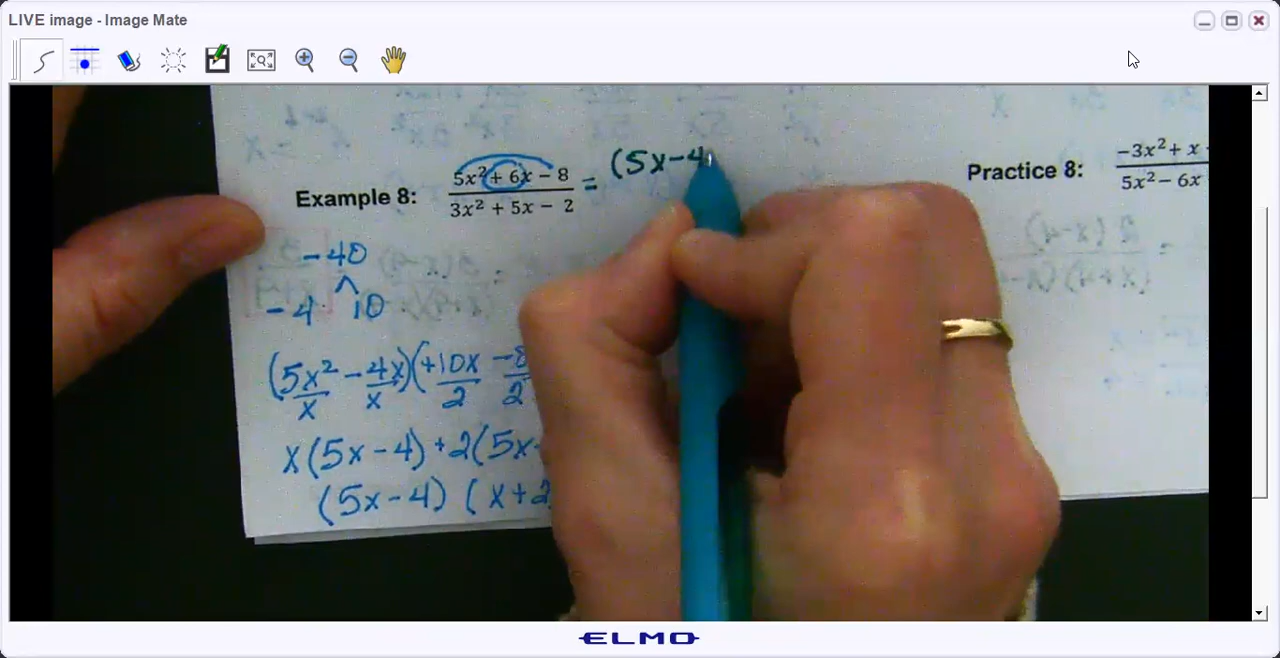 LIVE image - Image Mate
Example 8:
5x² + 6x − 8
3x² + 5x − 2
= (5x−4
Practice 8:
−3x² + x
5x² − 6x
−40
−4 10
(5x² − 4x)(+10x −8
x x 2 2
x(5x−4) +2(5x−
(5x−4) (x+2
ELMO